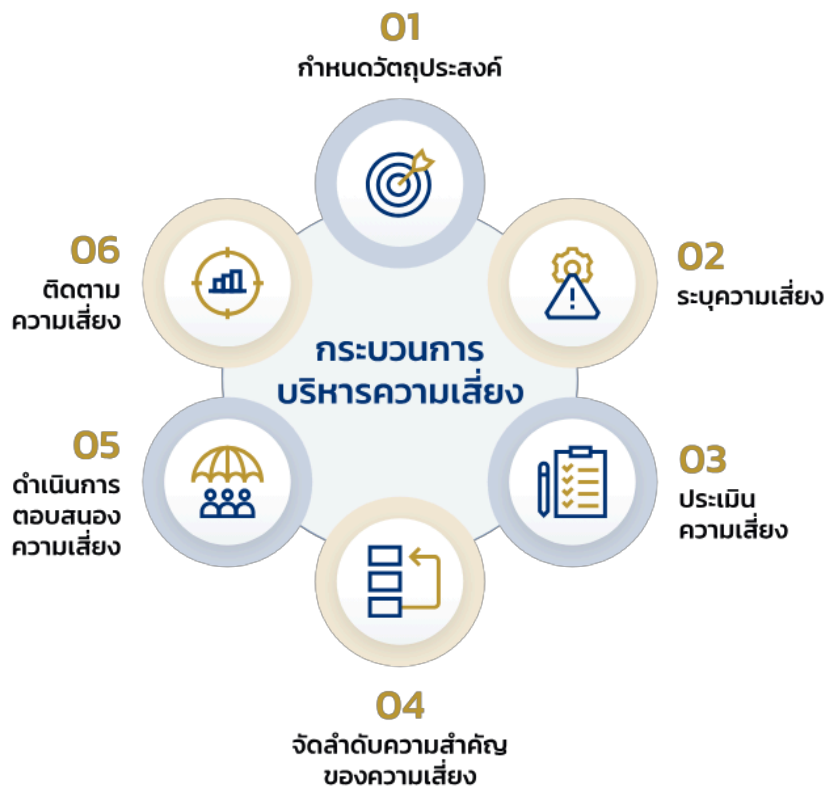 01
กำหนดวัตถุประสงค์
02
ระบุความเสี่ยง
03
ประเมิน
ความเสี่ยง
04
จัดลำดับความสำคัญ
ของความเสี่ยง
05
ดำเนินการ
ตอบสนอง
ความเสี่ยง
06
ติดตาม
ความเสี่ยง
กระบวนการ
บริหารความเสี่ยง